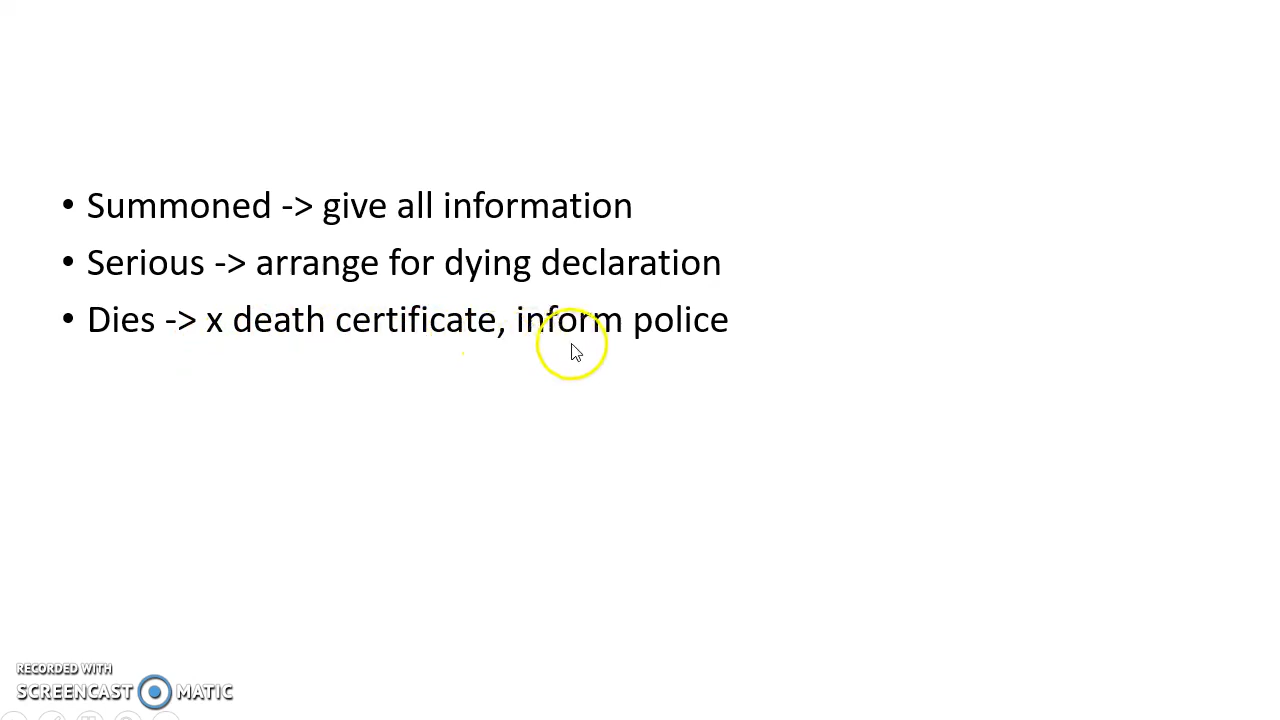 • Summoned -> give all information
• Serious -> arrange for dying declaration
• Dies -> x death certificate, inform police
RECORDED WITH
SCREENCAST MATIC